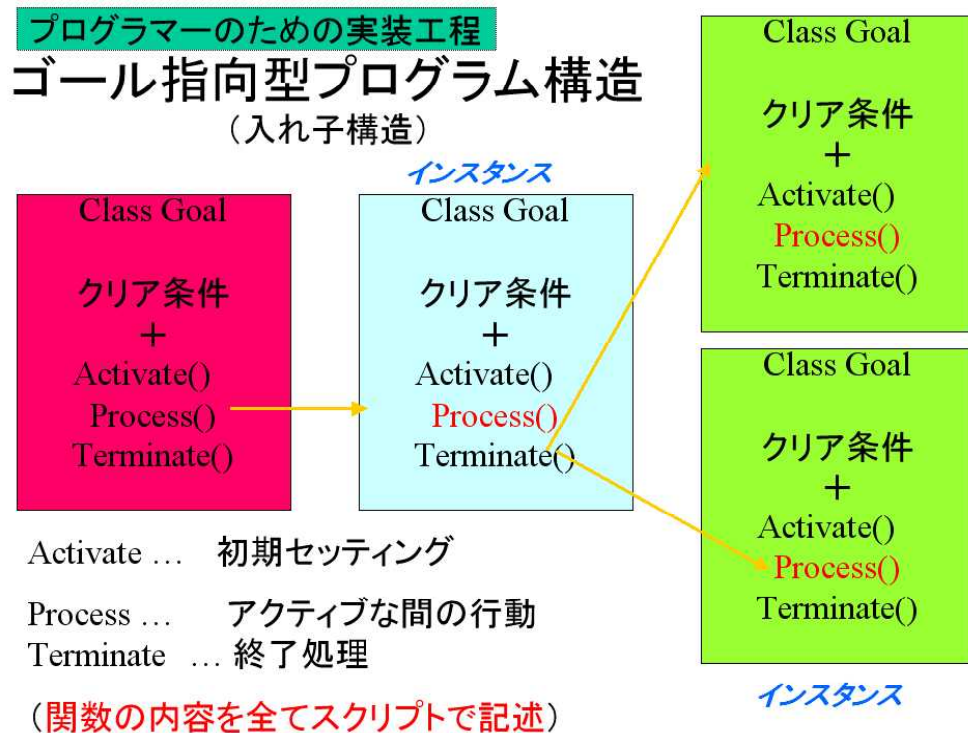 プログラマーのための実装工程
ゴール指向型プログラム構造
（入れ子構造）
インスタンス
Class Goal
クリア条件
＋
Activate()
Process()
Terminate()
Class Goal
クリア条件
＋
Activate()
Process()
Terminate()
Class Goal
クリア条件
＋
Activate()
Process()
Terminate()
Class Goal
クリア条件
＋
Activate()
Process()
Terminate()
インスタンス
Activate … 初期セッティング
Process … アクティブな間の行動
Terminate … 終了処理
（関数の内容を全てスクリプトで記述）